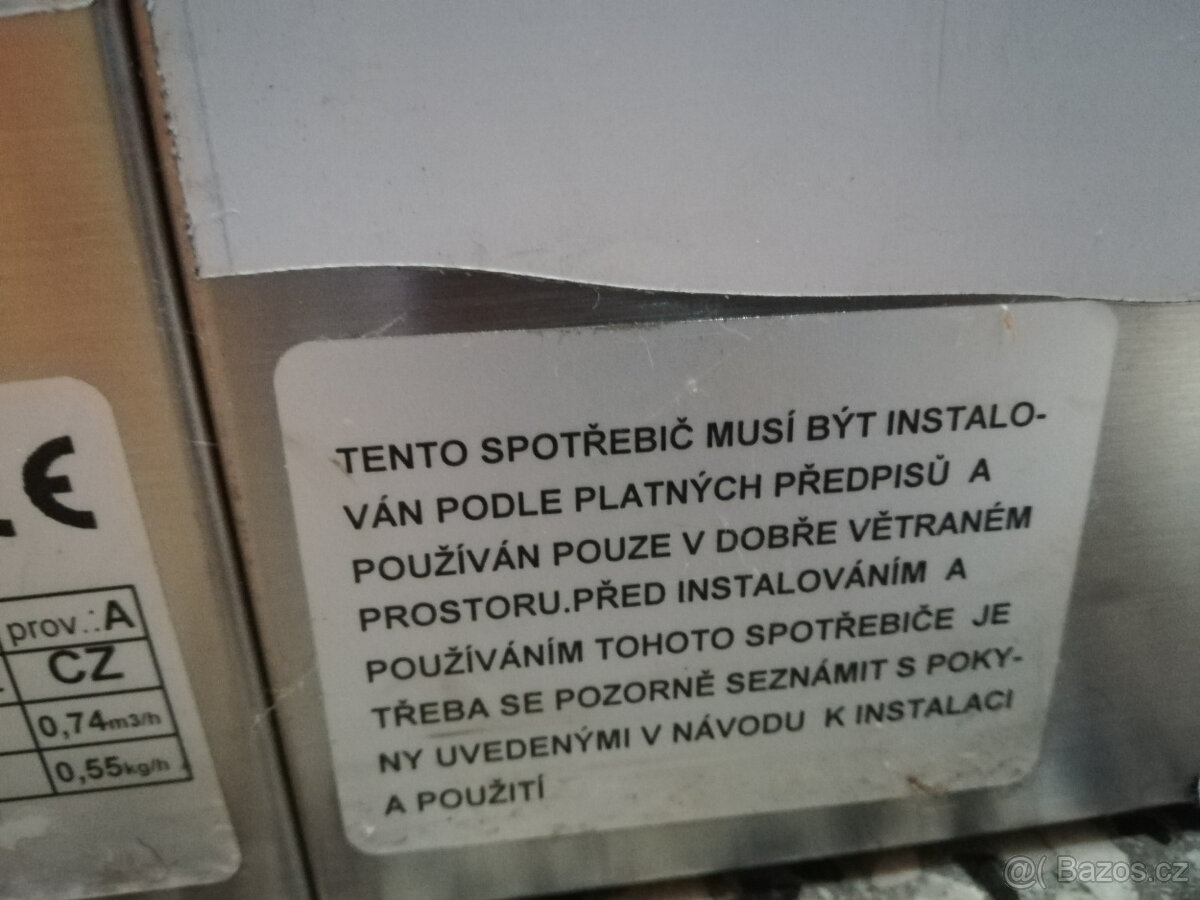 TENTO SPOTŘEBIČ MUSÍ BÝT INSTALO-
VÁN PODLE PLATNÝCH PŘEDPISŮ A
POUŽÍVÁN POUZE V DOBŘE VĚTRANÉM
PROSTORU.PŘED INSTALOVÁNÍM A
POUŽÍVÁNÍM TOHOTO SPOTŘEBIČE JE
TŘEBA SE POZORNĚ SEZNÁMIT S POKY-
NY UVEDENÝMI V NÁVODU K INSTALACI
A POUŽITÍ
CE
prov.:A
CZ
0,74m3/h
0,55kg/h
@( Bazos.cz